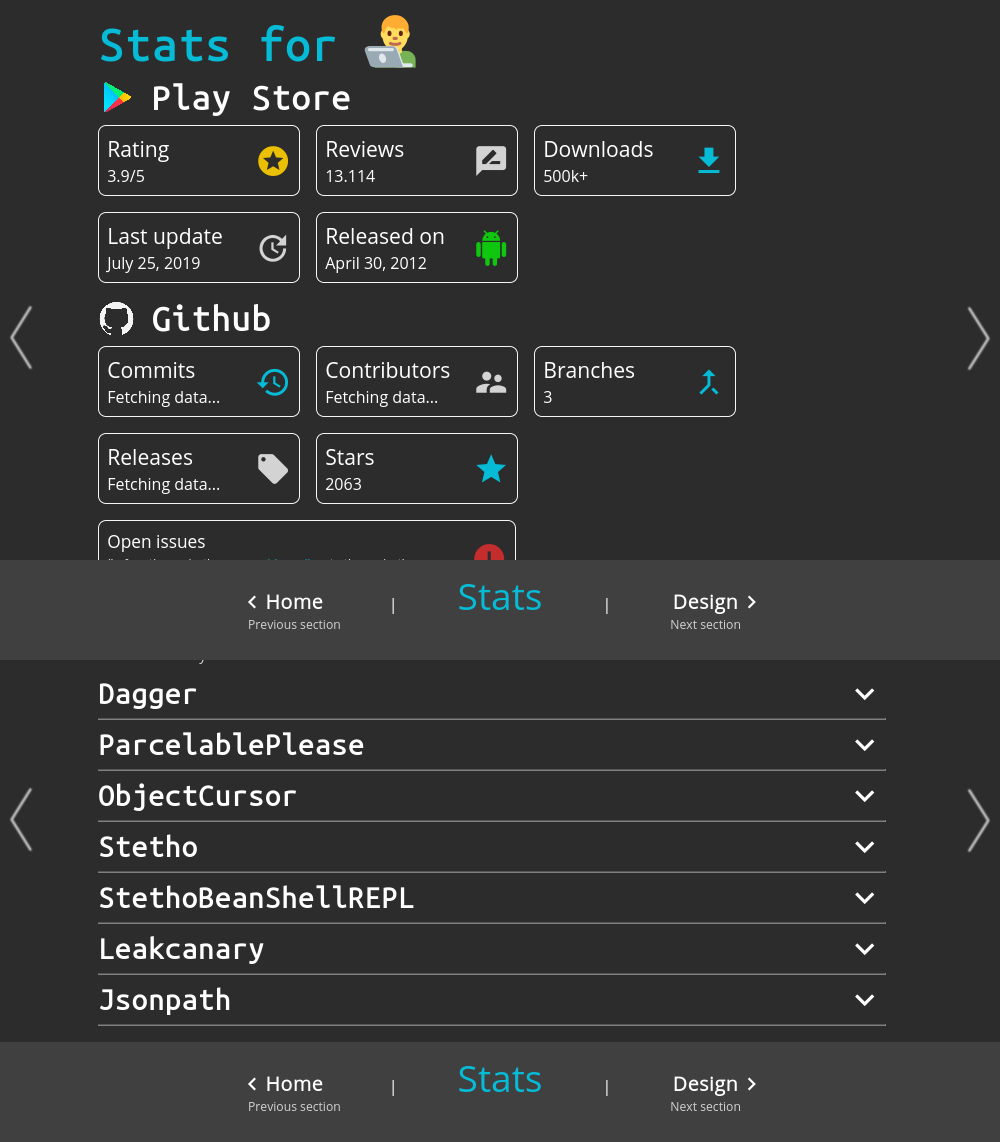 Stats for
Play Store
Rating
3.9/5
Reviews
13.114
Downloads
500k+
Last update
July 25, 2019
Released on
April 30, 2012
Github
Commits
Fetching data...
Contributors
Fetching data...
Branches
3
Releases
Fetching data...
Stars
2063
Open issues
Home
Previous section
|
Stats
|
Design
Next section
Dagger
ParcelablePlease
ObjectCursor
Stetho
StethoBeanShellREPL
Leakcanary
Jsonpath
Home
Previous section
|
Stats
|
Design
Next section